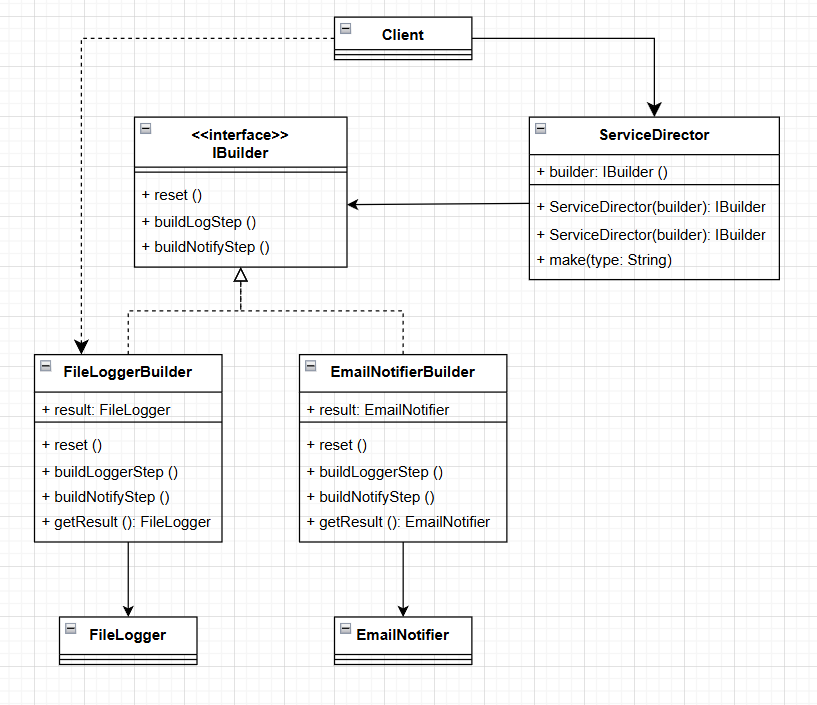 Client
<<interface>>
IBuilder
+ reset ()
+ buildLogStep ()
+ buildNotifyStep ()
ServiceDirector
+ builder: IBuilder ()
+ ServiceDirector(builder): IBuilder
+ ServiceDirector(builder): IBuilder
+ make(type: String)
FileLoggerBuilder
+ result: FileLogger
+ reset ()
+ buildLoggerStep ()
+ buildNotifyStep ()
+ getResult (): FileLogger
EmailNotifierBuilder
+ result: EmailNotifier
+ reset ()
+ buildLoggerStep ()
+ buildNotifyStep ()
+ getResult (): EmailNotifier
FileLogger
EmailNotifier